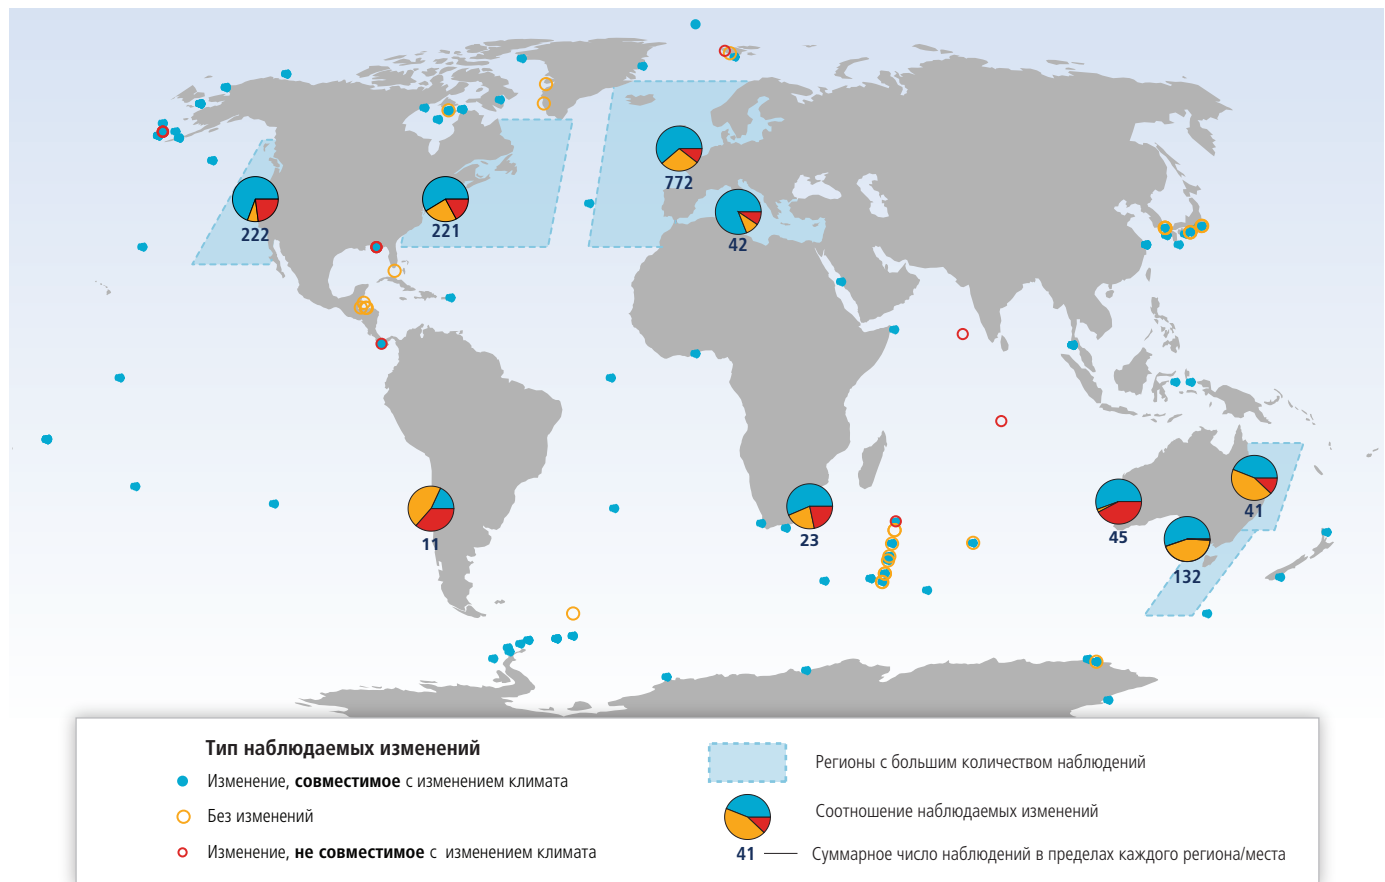 772
222
221
42
11
23
45
41
132
Тип наблюдаемых изменений
Изменение, совместимое с изменением климата
Без изменений
Изменение, не совместимое с изменением климата
Регионы с большим количеством наблюдений
Соотношение наблюдаемых изменений
41
Суммарное число наблюдений в пределах каждого региона/места